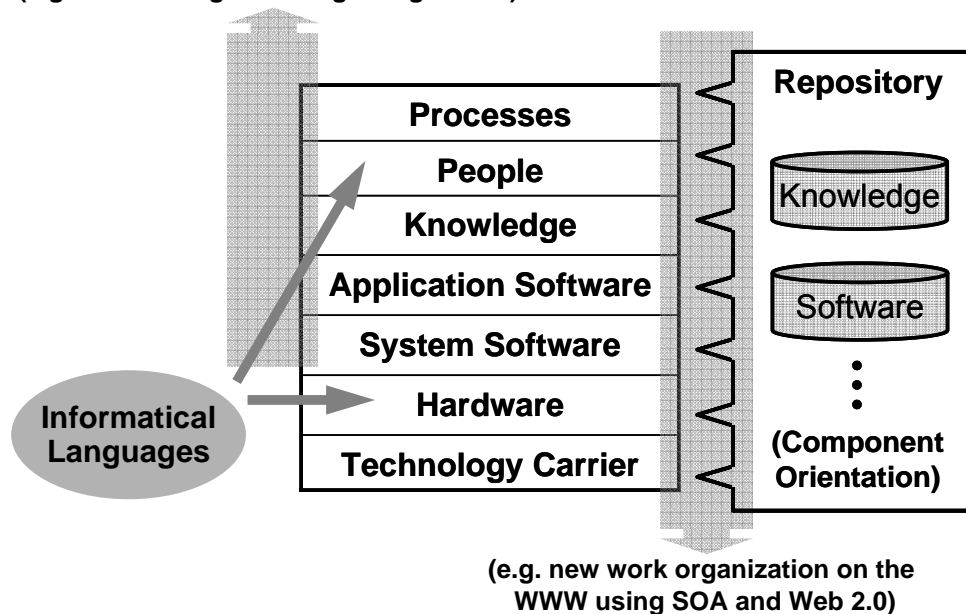 Processes
People
Knowledge
Application Software
System Software
Hardware
Technology Carrier
Informatical
Languages
Repository
Knowledge
Software
(Component
Orientation)
(e.g. new work organization on the
WWW using SOA and Web 2.0)